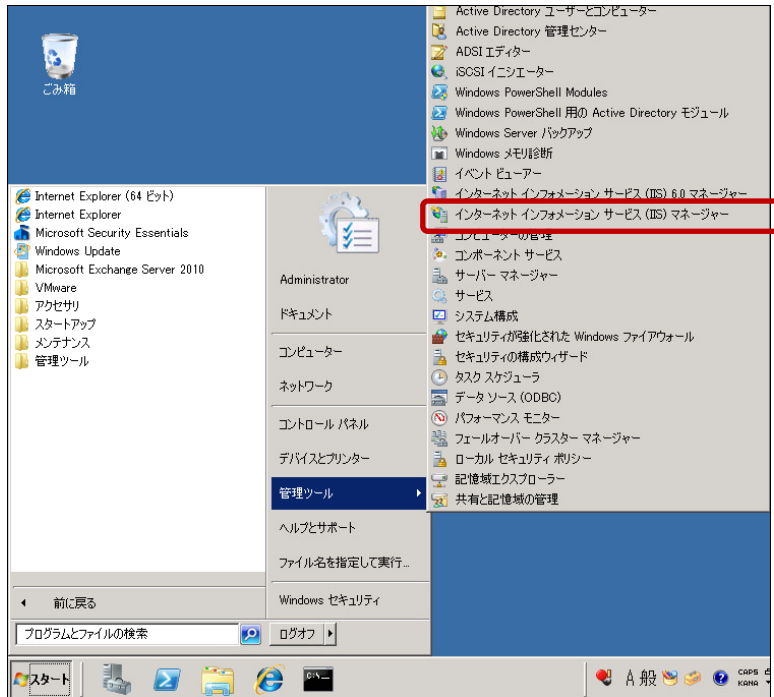 ごみ箱
Internet Explorer (64 ビット)
Internet Explorer
Microsoft Security Essentials
Windows Update
Microsoft Exchange Server 2010
VMware
アクセサリ
スタートアップ
メンテナンス
管理ツール
前に戻る
プログラムとファイルの検索
Administrator
ドキュメント
コンピューター
ネットワーク
コントロール パネル
デバイスとプリンター
管理ツール
ヘルプとサポート
ファイル名を指定して実行...
Windows セキュリティ
ログオフ
Active Directory ユーザーとコンピューター
Active Directory 管理センター
ADSI エディター
iSCSI イニシエーター
Windows PowerShell Modules
Windows PowerShell 用の Active Directory モジュール
Windows Server バックアップ
Windows メモリ診断
イベント ビューアー
インターネット インフォメーション サービス (IIS) 6.0 マネージャー
インターネット インフォメーション サービス (IIS) マネージャー
コンピューターの管理
コンポーネント サービス
サーバー マネージャー
サービス
システム構成
セキュリティが強化された Windows ファイアウォール
セキュリティの構成ウィザード
タスク スケジューラ
データ ソース (ODBC)
パフォーマンス モニター
フェールオーバー クラスター マネージャー
ローカル セキュリティ ポリシー
記憶域エクスプローラー
共有と記憶域の管理
スタート
C:\
A 般
CAPS
KANA